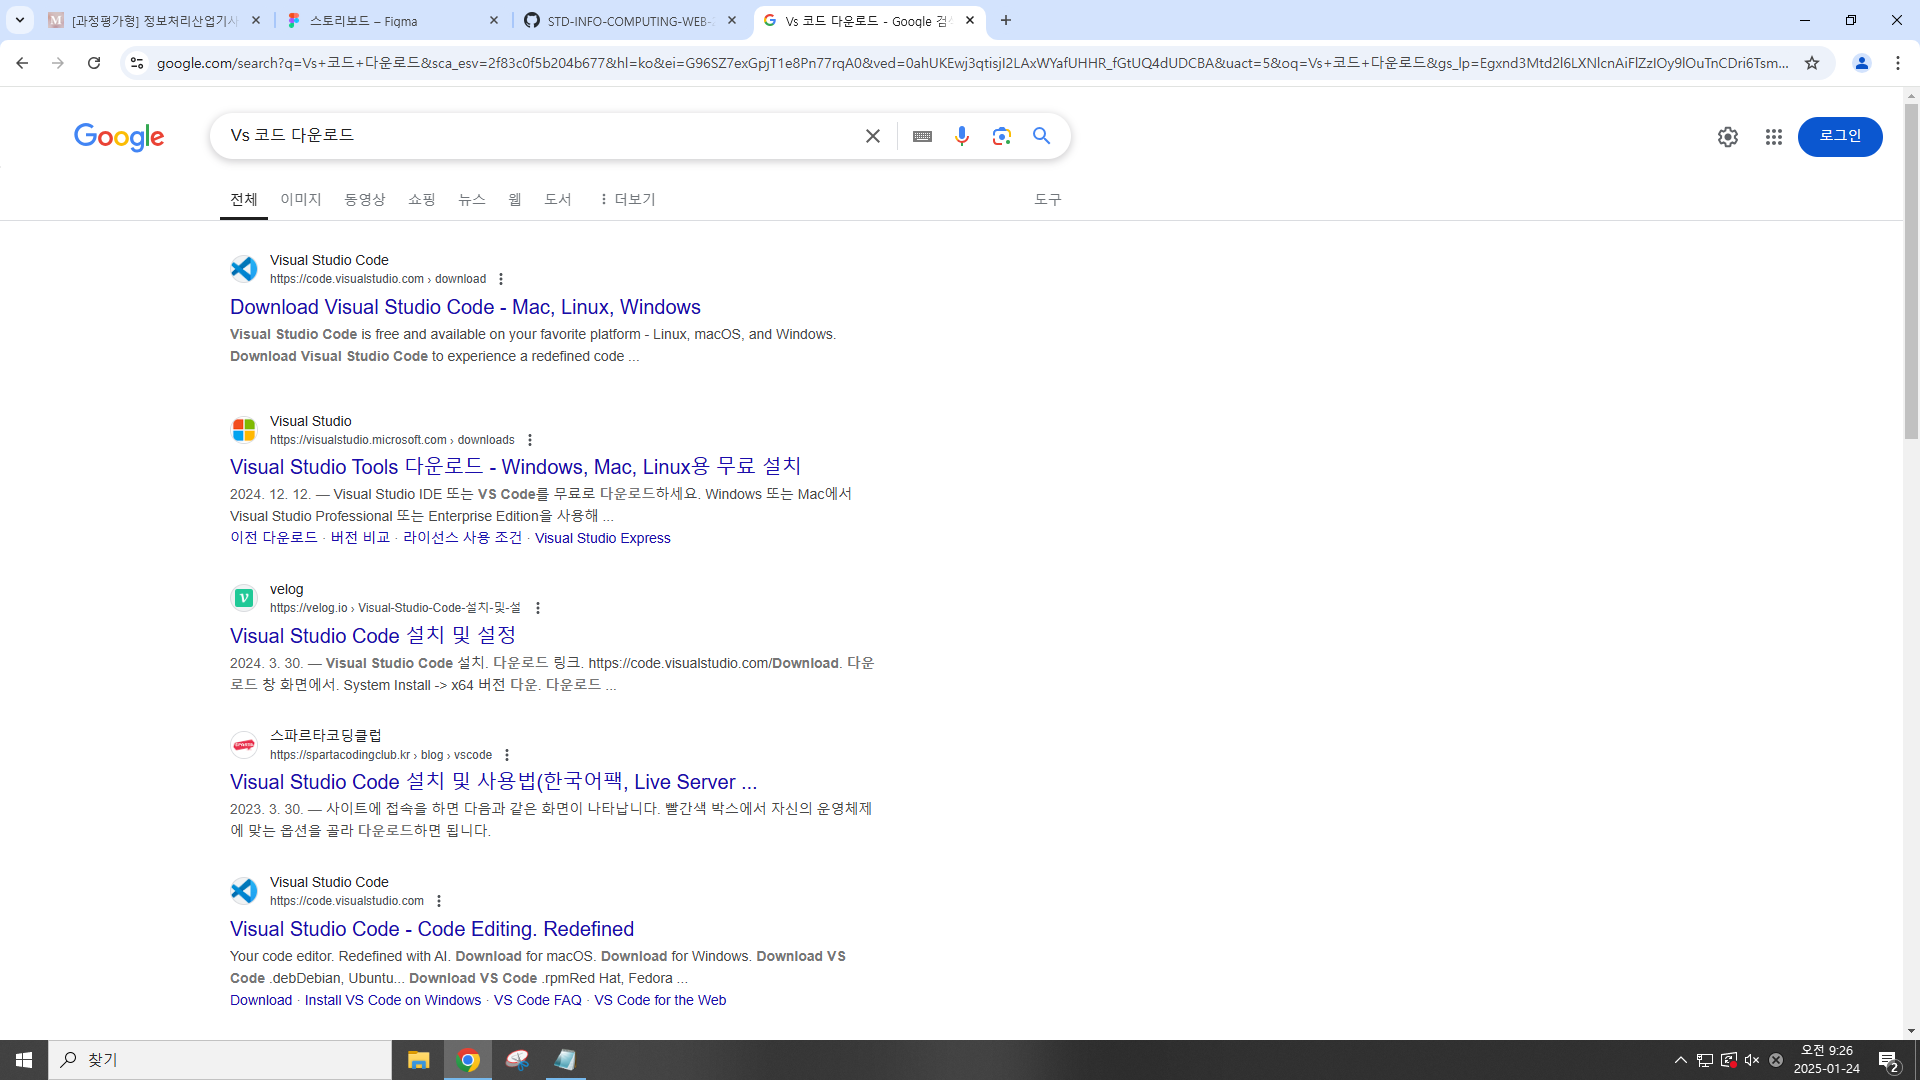 [과정평가형] 정보처리산업기사
스토리보드 – Figma
STD-INFO-COMPUTING-WEB-
Vs 코드 다운로드 - Google 검색
google.com/search?q=Vs+코드+다운로드&sca_esv=2f83c0f5b204b677&hl=ko&ei=G96SZ7exGpjT1e8Pn77rqA0&ved=0ahUKEwj3qtisjI2LAxWYafUHHR_fGtUQ4dUDCBA&uact=5&oq=Vs+코드+다운로드&gs_lp=Egxnd3Mtd2l6LXNlcnAiFlZzIOy9lOuTnCDri6Tsm...
Google
Vs 코드 다운로드
로그인
전체 이미지 동영상 쇼핑 뉴스 웹 도서 더보기 도구
Visual Studio Code
https://code.visualstudio.com › download
Download Visual Studio Code - Mac, Linux, Windows
Visual Studio Code is free and available on your favorite platform - Linux, macOS, and Windows.
Download Visual Studio Code to experience a redefined code ...
Visual Studio
https://visualstudio.microsoft.com › downloads
Visual Studio Tools 다운로드 - Windows, Mac, Linux용 무료 설치
2024. 12. 12. — Visual Studio IDE 또는 VS Code를 무료로 다운로드하세요. Windows 또는 Mac에서
Visual Studio Professional 또는 Enterprise Edition을 사용해 ...
이전 다운로드 · 버전 비교 · 라이선스 사용 조건 · Visual Studio Express
velog
https://velog.io › Visual-Studio-Code-설치-및-설
Visual Studio Code 설치 및 설정
2024. 3. 30. — Visual Studio Code 설치. 다운로드 링크. https://code.visualstudio.com/Download. 다운
로드 창 화면에서. System Install -> x64 버전 다운. 다운로드 ...
스파르타코딩클럽
https://spartacodingclub.kr › blog › vscode
Visual Studio Code 설치 및 사용법(한국어팩, Live Server ...
2023. 3. 30. — 사이트에 접속을 하면 다음과 같은 화면이 나타납니다. 빨간색 박스에서 자신의 운영체제
에 맞는 옵션을 골라 다운로드하면 됩니다.
Visual Studio Code
https://code.visualstudio.com
Visual Studio Code - Code Editing. Redefined
Your code editor. Redefined with AI. Download for macOS. Download for Windows. Download VS
Code .debDebian, Ubuntu... Download VS Code .rpmRed Hat, Fedora ...
Download · Install VS Code on Windows · VS Code FAQ · VS Code for the Web
찾기
오전 9:26
2025-01-24
2